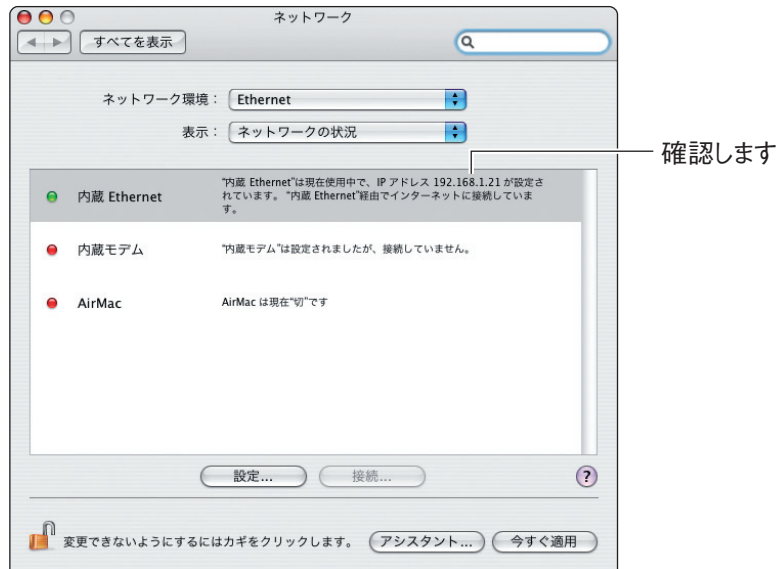 ネットワーク
すべてを表示
ネットワーク環境： Ethernet
表示： ネットワークの状況
確認します
内蔵 Ethernet
“内蔵 Ethernet”は現在使用中で、IP アドレス 192.168.1.21 が設定さ
れています。 “内蔵 Ethernet”経由でインターネットに接続していま
す。
内蔵モデム
“内蔵モデム”は設定されましたが、接続していません。
AirMac
AirMac は現在“切”です
設定... 接続... ?
変更できないようにするにはカギをクリックします。 アシスタント... 今すぐ適用